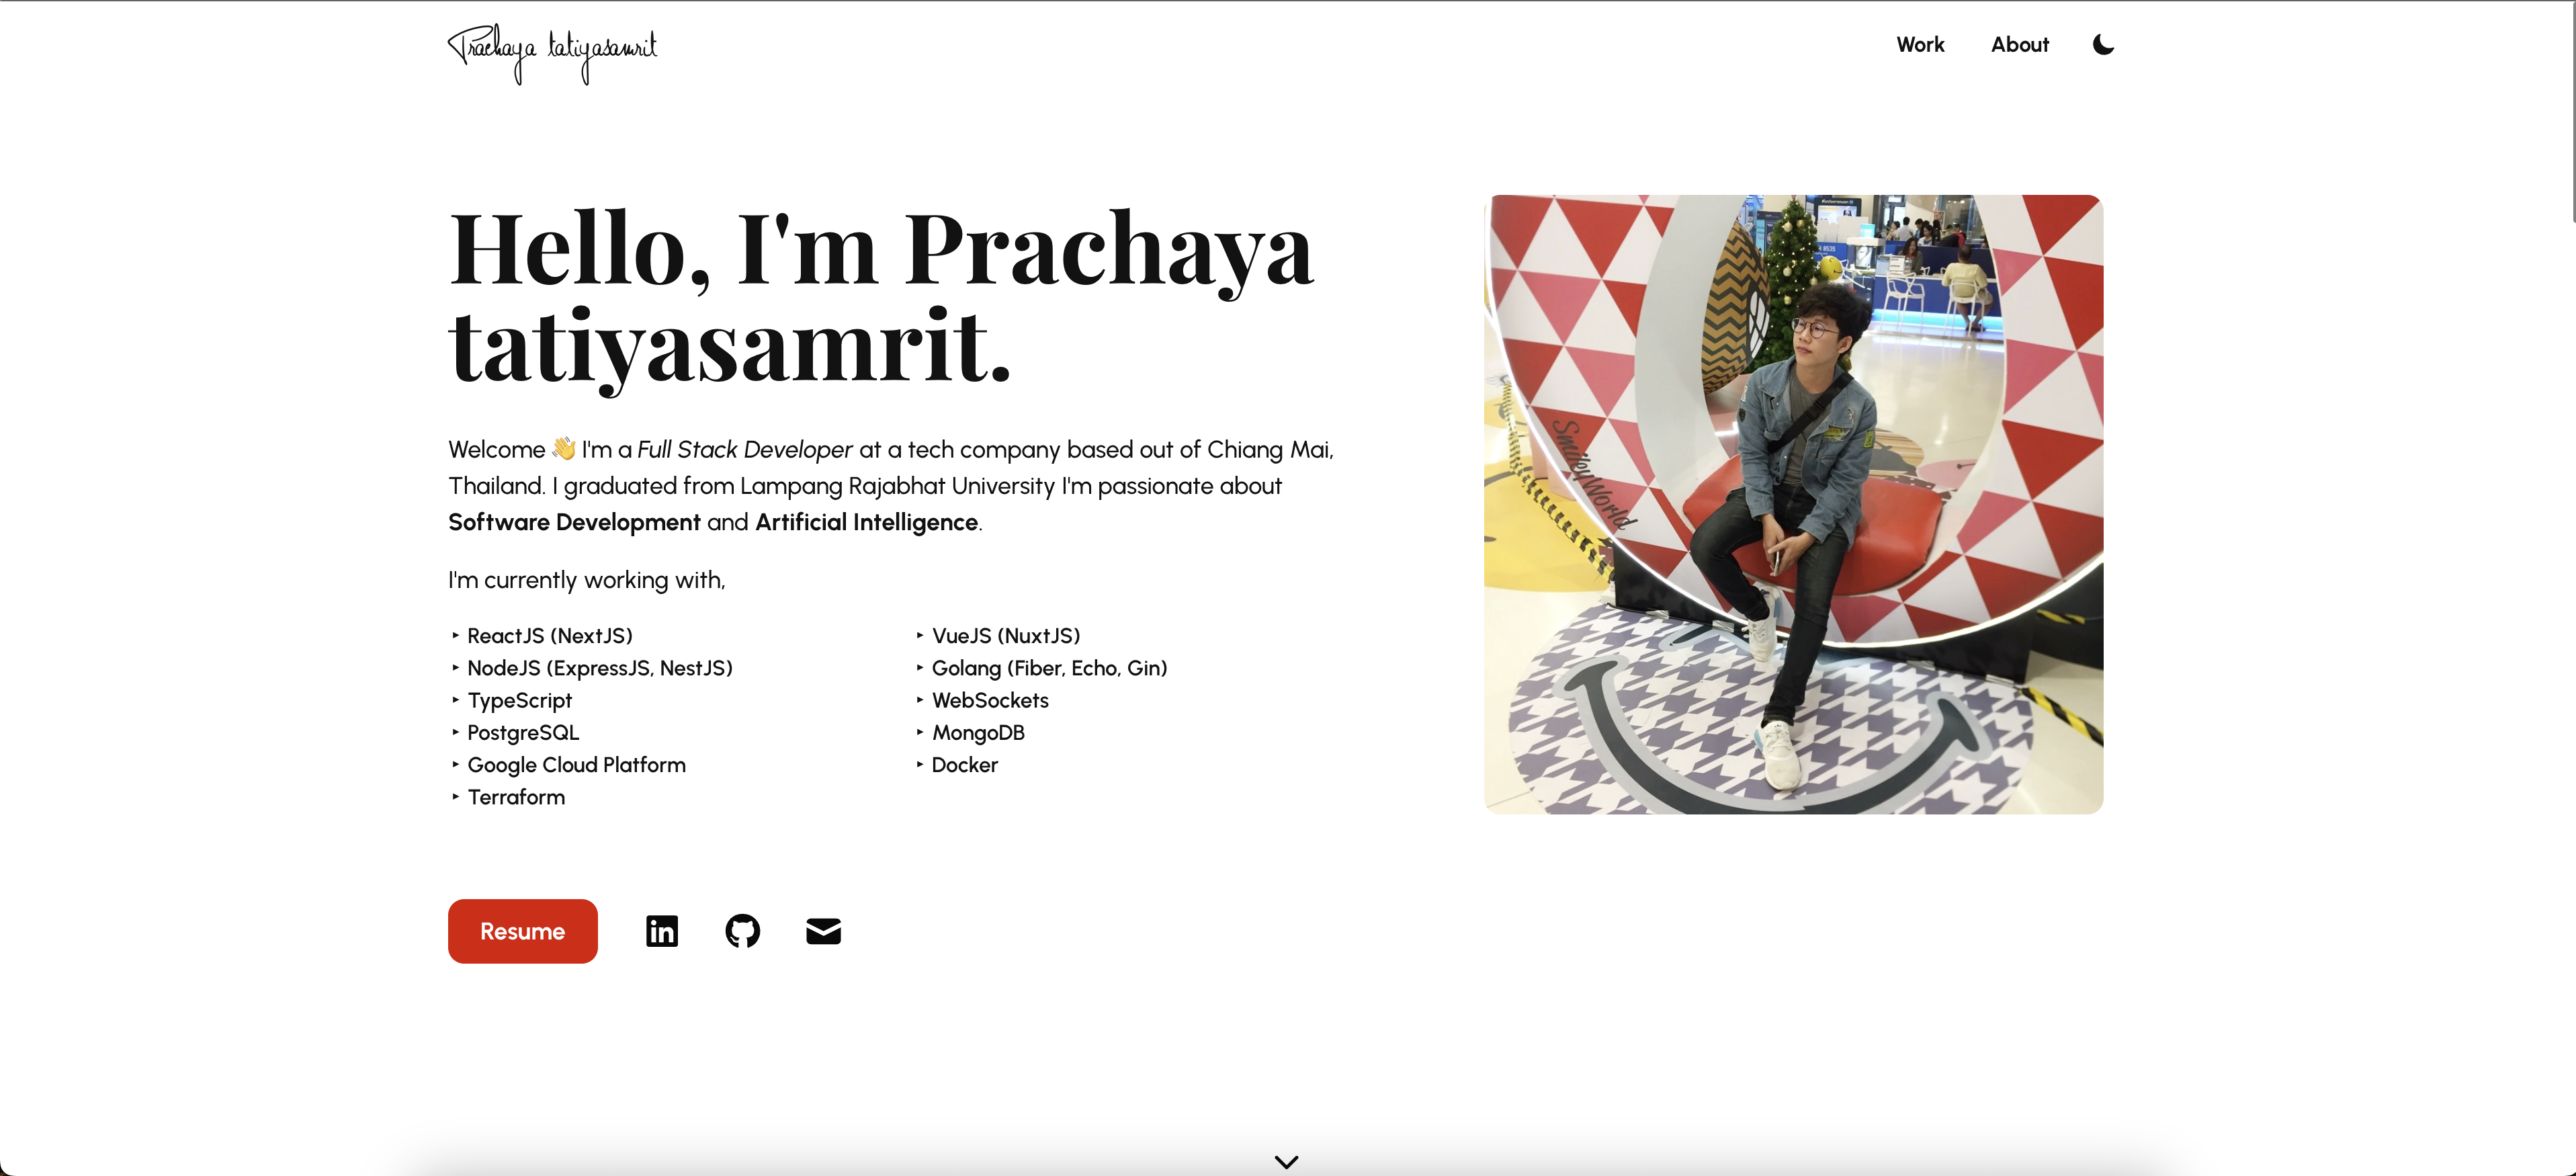 Prachaya tatiyasamrit
Work
About
Hello, I'm Prachaya
tatiyasamrit.
Welcome 👋 I'm a Full Stack Developer at a tech company based out of Chiang Mai,
Thailand. I graduated from Lampang Rajabhat University I'm passionate about
Software Development and Artificial Intelligence.
I'm currently working with,
‣ ReactJS (NextJS)
‣ NodeJS (ExpressJS, NestJS)
‣ TypeScript
‣ PostgreSQL
‣ Google Cloud Platform
‣ Terraform
‣ VueJS (NuxtJS)
‣ Golang (Fiber, Echo, Gin)
‣ WebSockets
‣ MongoDB
‣ Docker
SmileyWorld
Resume
in